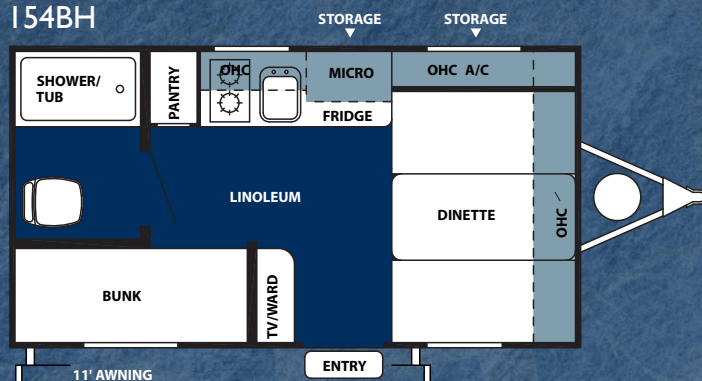 154BH
STORAGE
STORAGE
SHOWER/
TUB
PANTRY
OHC
MICRO
OHC A/C
FRIDGE
LINOLEUM
DINETTE
OHC
BUNK
TV/WARD
ENTRY
11' AWNING